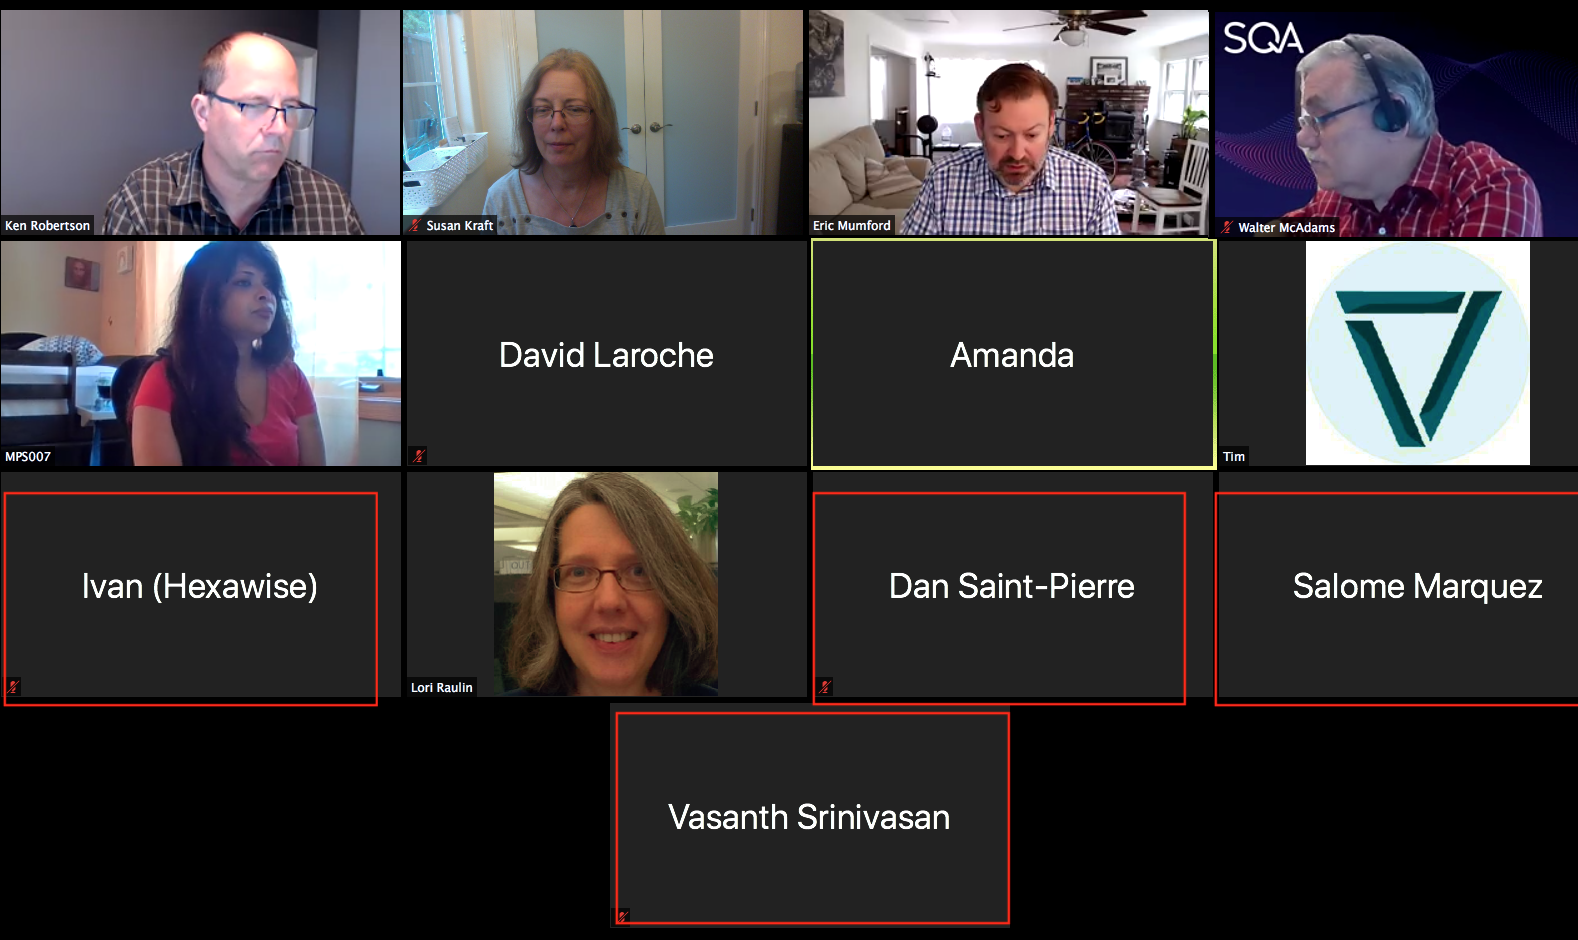 SQA
Ken Robertson
Susan Kraft
Eric Mumford
Walter McAdams
David Laroche
Amanda
MPS007
Tim
Ivan (Hexawise)
Dan Saint-Pierre
Salome Marquez
Lori Raulin
Vasanth Srinivasan